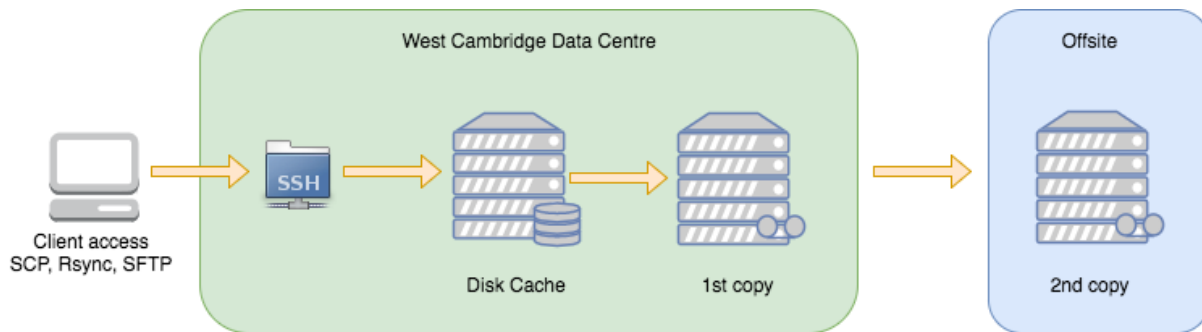 West Cambridge Data Centre
Offsite
SSH
Client access
SCP, Rsync, SFTP
Disk Cache
1st copy
2nd copy